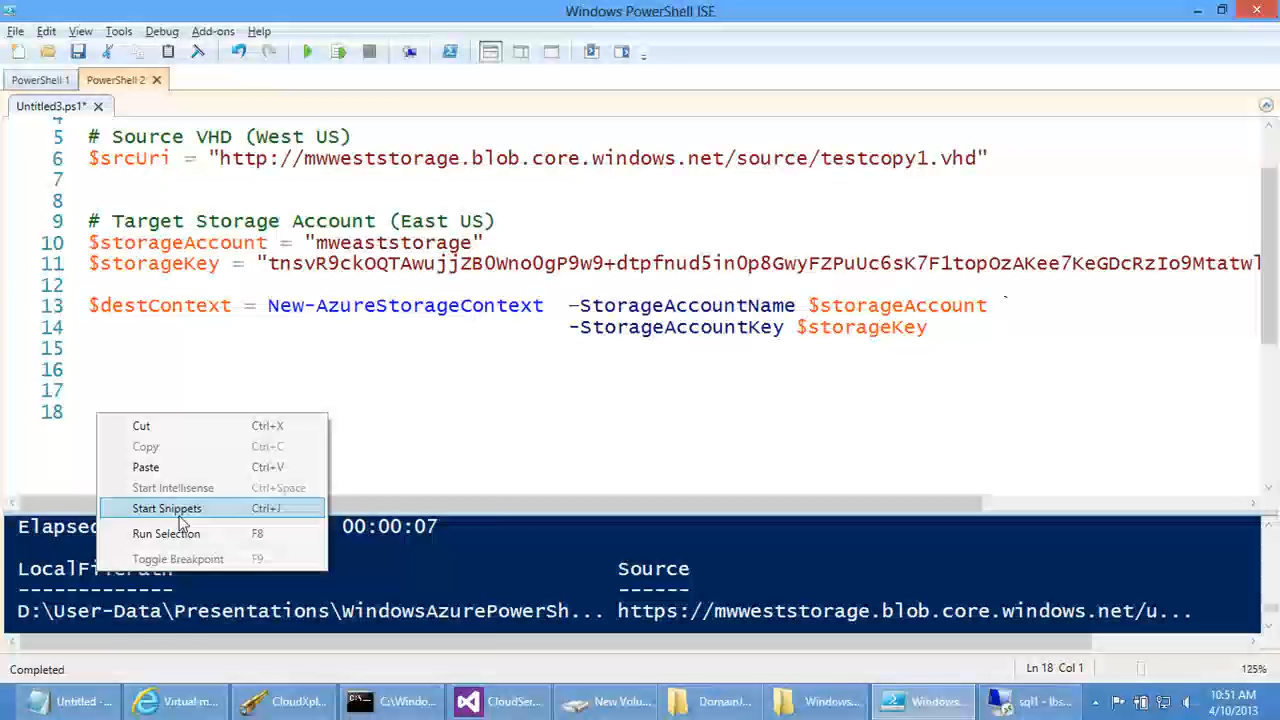 Windows PowerShell ISE
File Edit View Tools Debug Add-ons Help
PowerShell 1 PowerShell 2
Untitled3.ps1*
4
5 # Source VHD (West US)
6 $srcUri = "http://mwweststorage.blob.core.windows.net/source/testcopy1.vhd"
7
8
9 # Target Storage Account (East US)
10 $storageAccount = "mweaststorage"
11 $storageKey =
12
13 $destContext = New-AzureStorageContext -StorageAccountName $storageAccount `
14 -StorageAccountKey $storageKey
15
16
17
18
Cut Ctrl+X
Copy Ctrl+C
Paste Ctrl+V
Start Intellisense Ctrl+Space
Start Snippets Ctrl+J
Run Selection F8
Toggle Breakpoint F9
Elapsed 00:00:07
LocalFilePath Source
------------- ------
D:\User-Data\Presentations\WindowsAzurePowerSh... https://mwweststorage.blob.core.windows.net/u...
Completed Ln 18 Col 1 125%
Untitled - ... Virtual m... CloudXpl... C:\Windo... CloudSer... New Volu... DomainJ... Windows... Windows... sql1 - lbs... 10:51 AM
4/10/2013